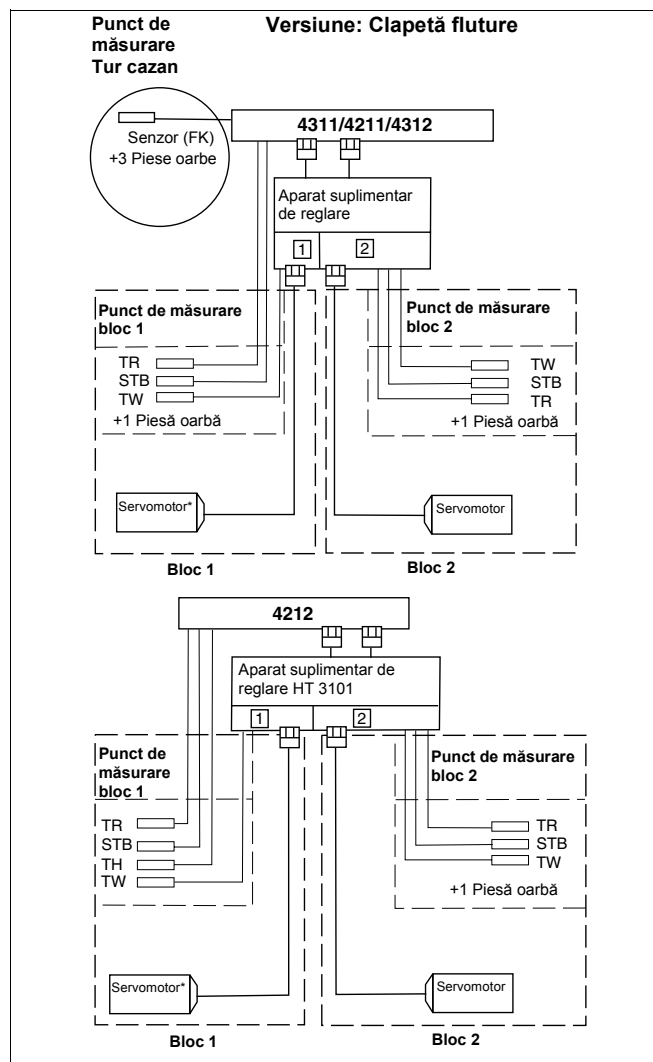 Punct de
măsurare
Tur cazan
Versiune: Clapetă fluture
Senzor (FK)
+3 Piese oarbe
4311/4211/4312
Aparat suplimentar
de reglare
1
2
Punct de măsurare
bloc 1
TR
STB
TW
+1 Piesă oarbă
Servomotor*
Bloc 1
Punct de măsurare
bloc 2
TW
STB
TR
+1 Piesă oarbă
Servomotor
Bloc 2
4212
Aparat suplimentar de
reglare HT 3101
1
2
Punct de
măsurare
bloc 1
TR
STB
TH
TW
Servomotor*
Bloc 1
Punct de măsurare
bloc 2
TR
STB
TW
+1 Piesă oarbă
Servomotor
Bloc 2